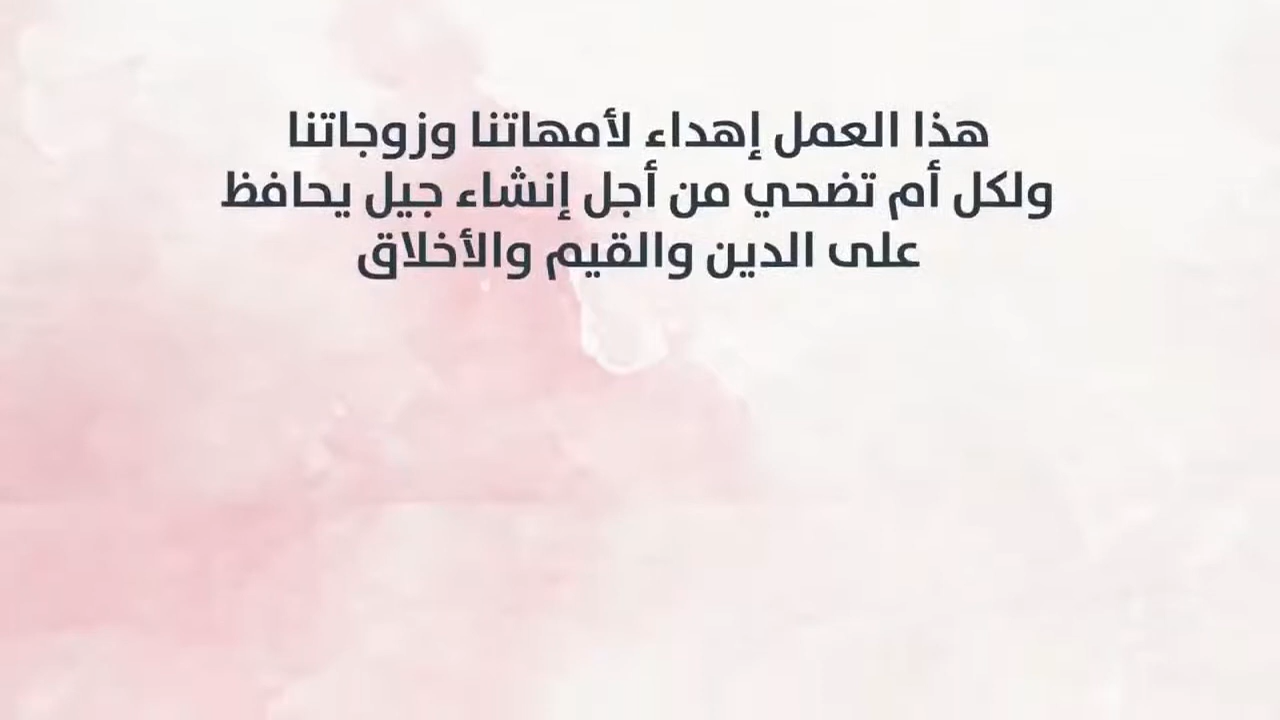 هذا العمل إهداء لأمهاتنا وزوجاتنا
ولكل أم تضحي من أجل إنشاء جيل يحافظ
على الدين والقيم والأخلاق